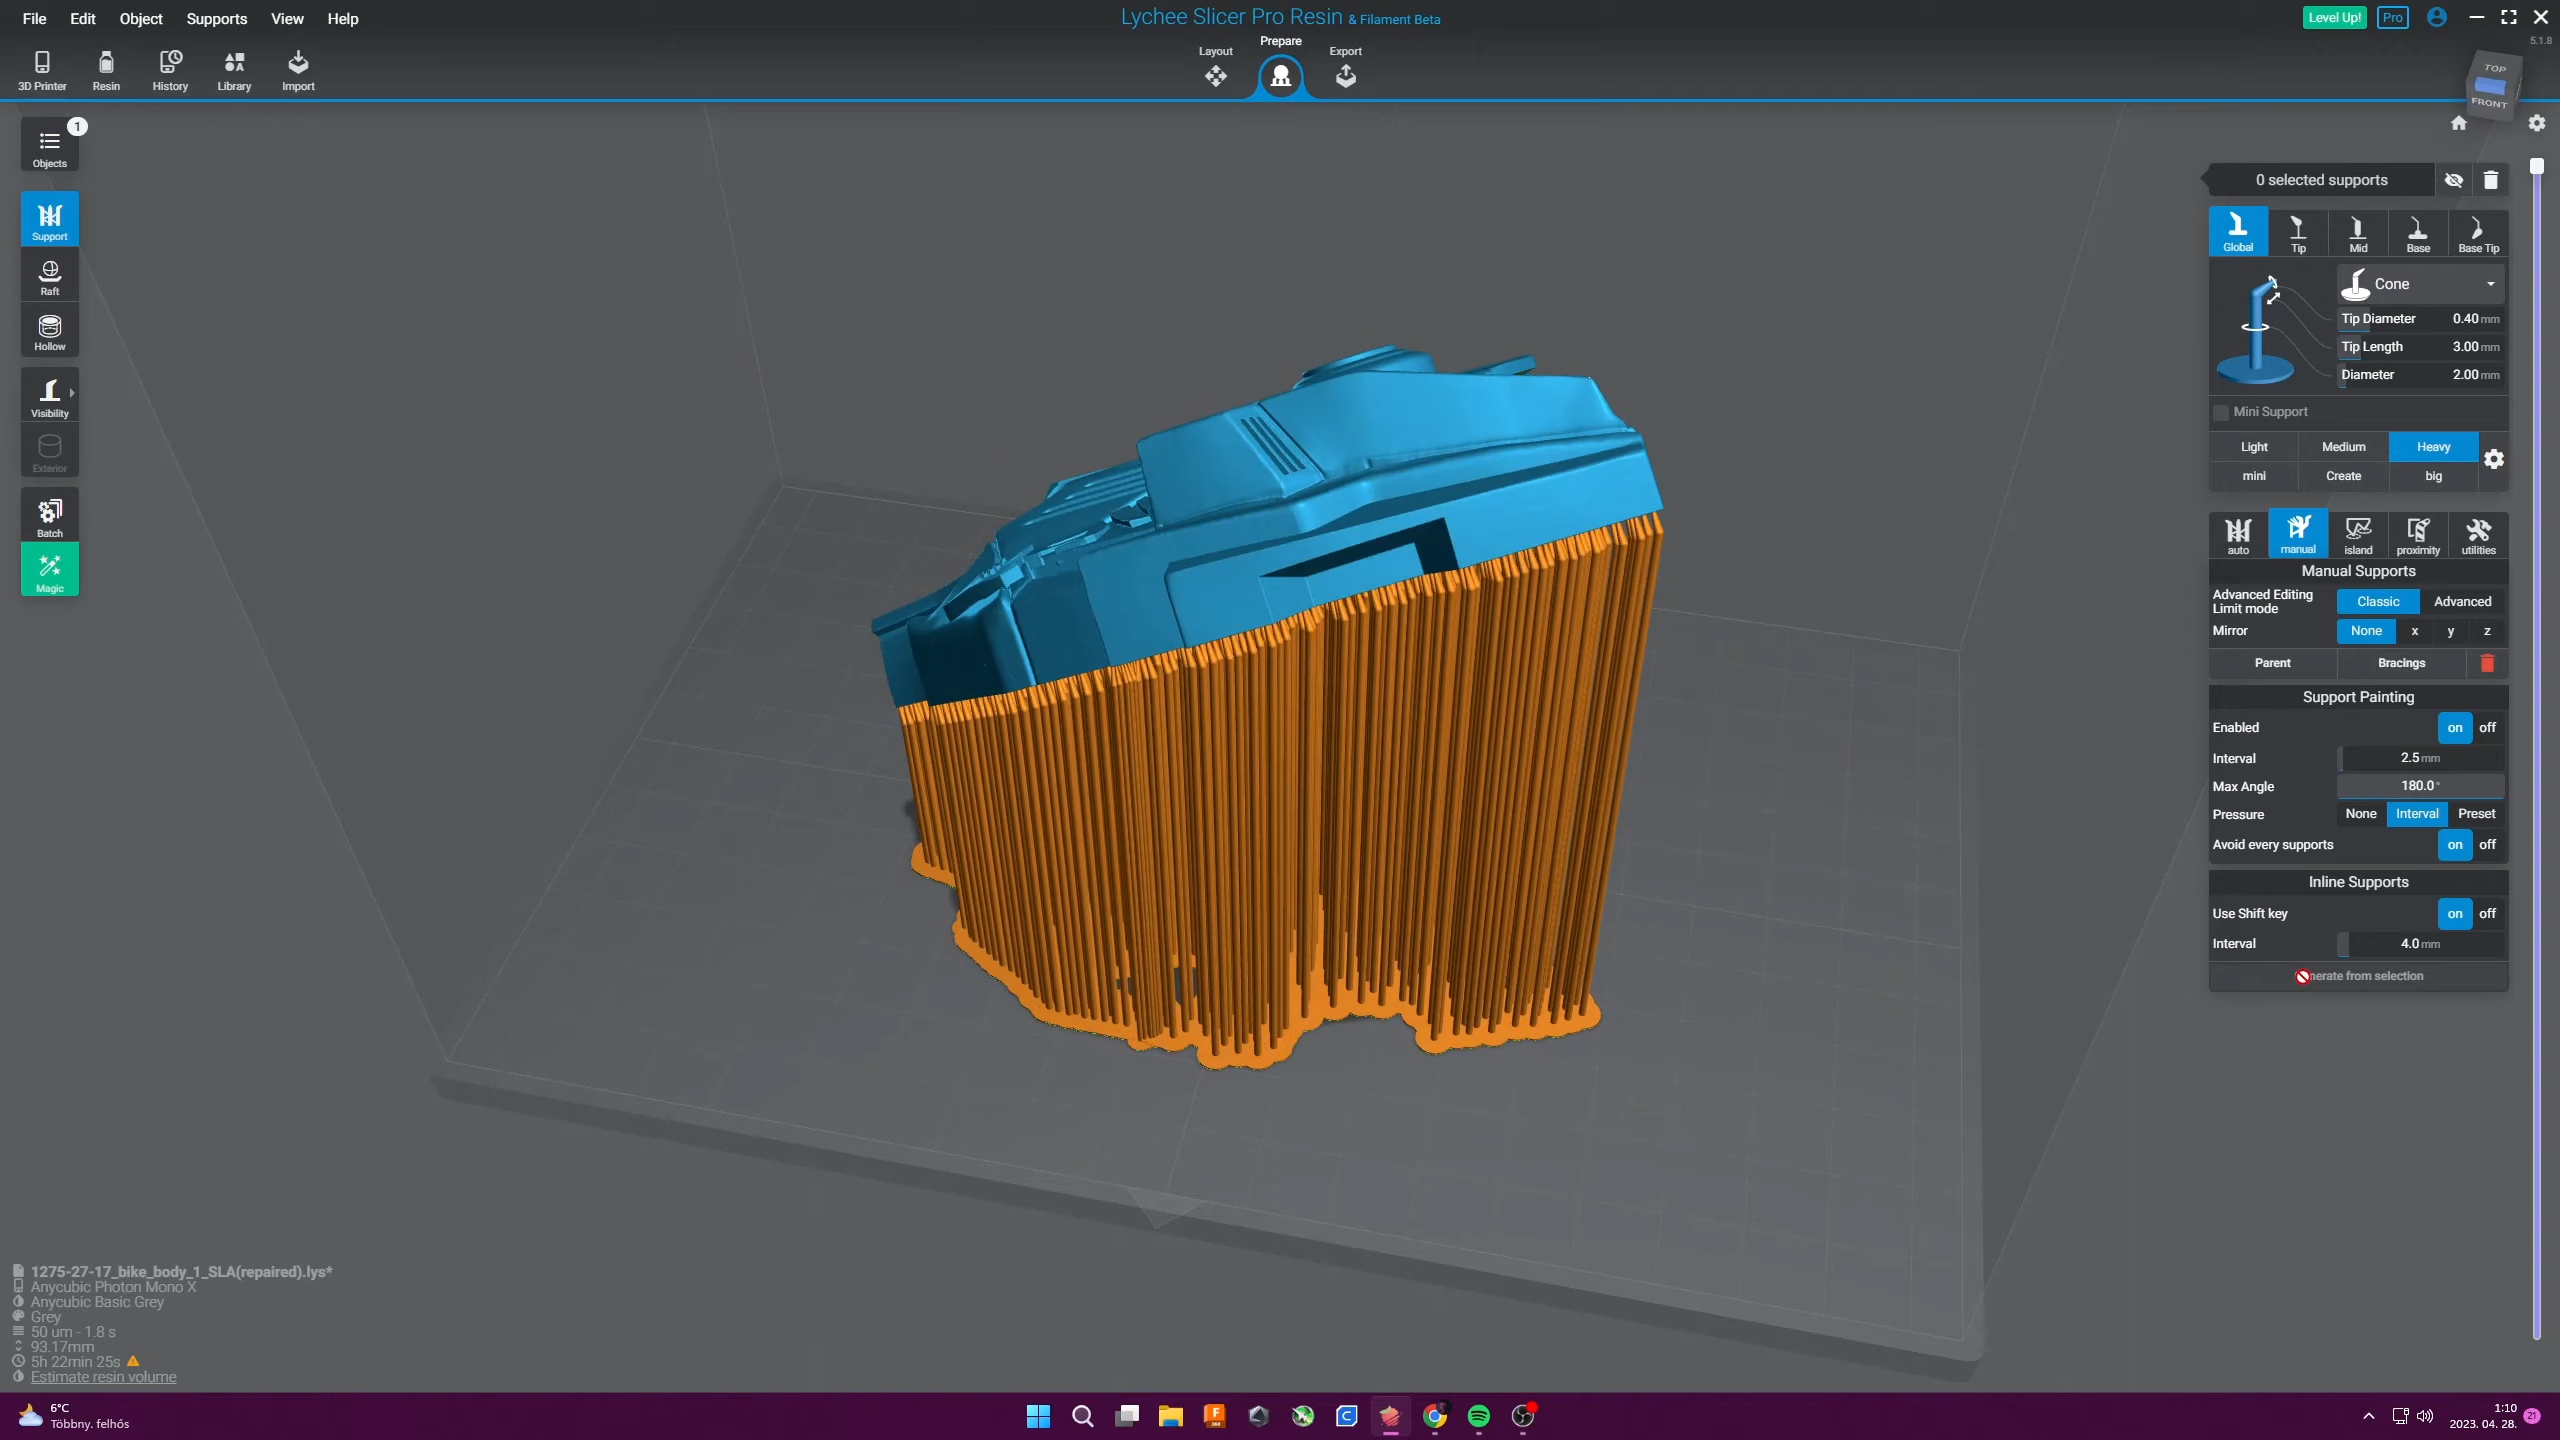 File Edit Object Supports View Help
Lychee Slicer Pro Resin & Filament Beta
Level Up! Pro
5.1.8
3D Printer Resin History Library Import
Layout Prepare Export
TOP
FRONT
1
Objects
Support
Raft
Hollow
Visibility
Exterior
Batch
Magic
0 selected supports
Global Tip Mid Base Base Tip
Cone
Tip Diameter 0.40 mm
Tip Length 3.00 mm
Diameter 2.00 mm
Mini Support
Light Medium Heavy
mini Create big
auto manual island proximity utilities
Manual Supports
Advanced Editing
Limit mode Classic Advanced
Mirror None x y z
Parent Bracings
Support Painting
Enabled on off
Interval 2.5 mm
Max Angle 180.0 °
Pressure None Interval Preset
Avoid every supports on off
Inline Supports
Use Shift key on off
Interval 4.0 mm
nerate from selection
1275-27-17_bike_body_1_SLA(repaired).lys*
Anycubic Photon Mono X
Anycubic Basic Grey
Grey
50 um - 1.8 s
93.17mm
5h 22min 25s
Estimate resin volume
6°C
Többny. felhős
1:10
2023. 04. 28.
21